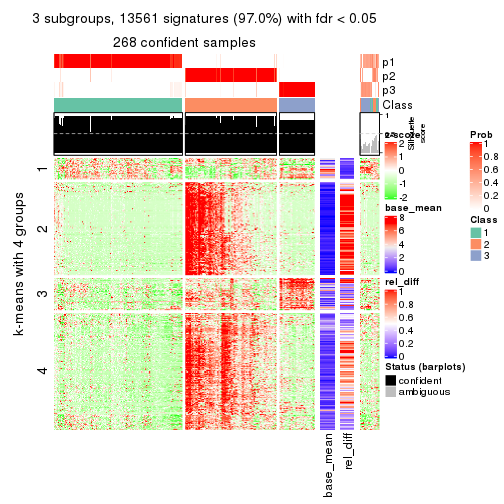 3 subgroups, 13561 signatures (97.0%) with fdr < 0.05
268 confident samples
p1
p2
p3
Class
1
Silhouette
score
z-score
2
1
0
-1
-2
base_mean
8
6
4
2
0
rel_diff
1
0.8
0.6
0.4
0.2
0
Status (barplots)
confident
ambiguous
Prob
1
0.8
0.6
0.4
0.2
0
Class
1
2
3
k-means with 4 groups
1
2
3
4
base_mean
rel_diff